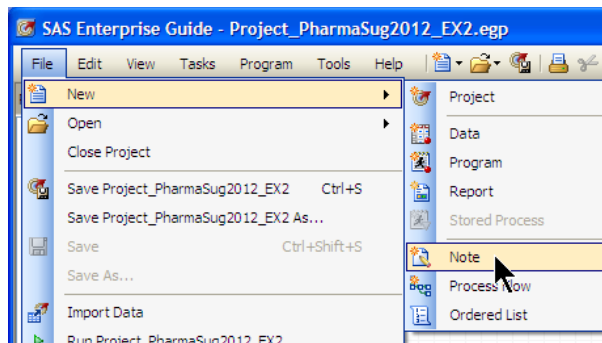 SAS Enterprise Guide - Project_PharmaSug2012_EX2.egp
File Edit View Tasks Program Tools Help
New
Open
Close Project
Save Project_PharmaSug2012_EX2 Ctrl+S
Save Project_PharmaSug2012_EX2 As...
Save Ctrl+Shift+S
Save As...
Import Data
Run Project_PharmaSug2012_EX2
Project
Data
Program
Report
Stored Process
Note
Process Flow
Ordered List